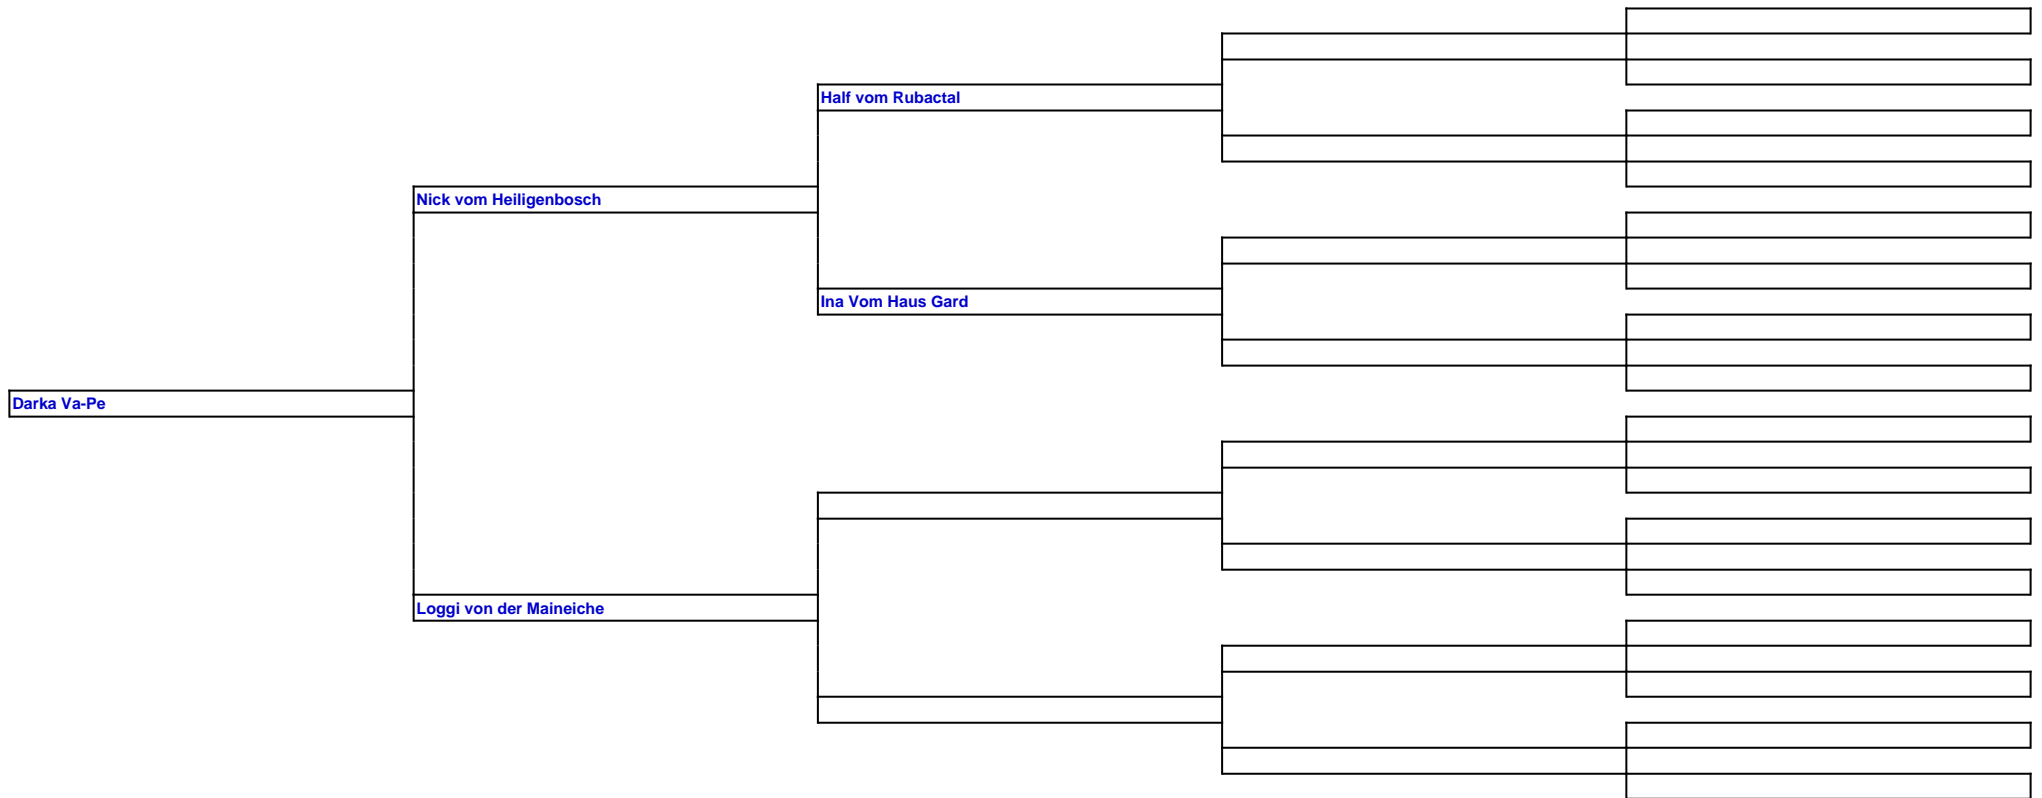 Half vom Rubactal
Nick vom Heiligenbosch
Ina Vom Haus Gard
Darka Va-Pe
Loggi von der Maineiche